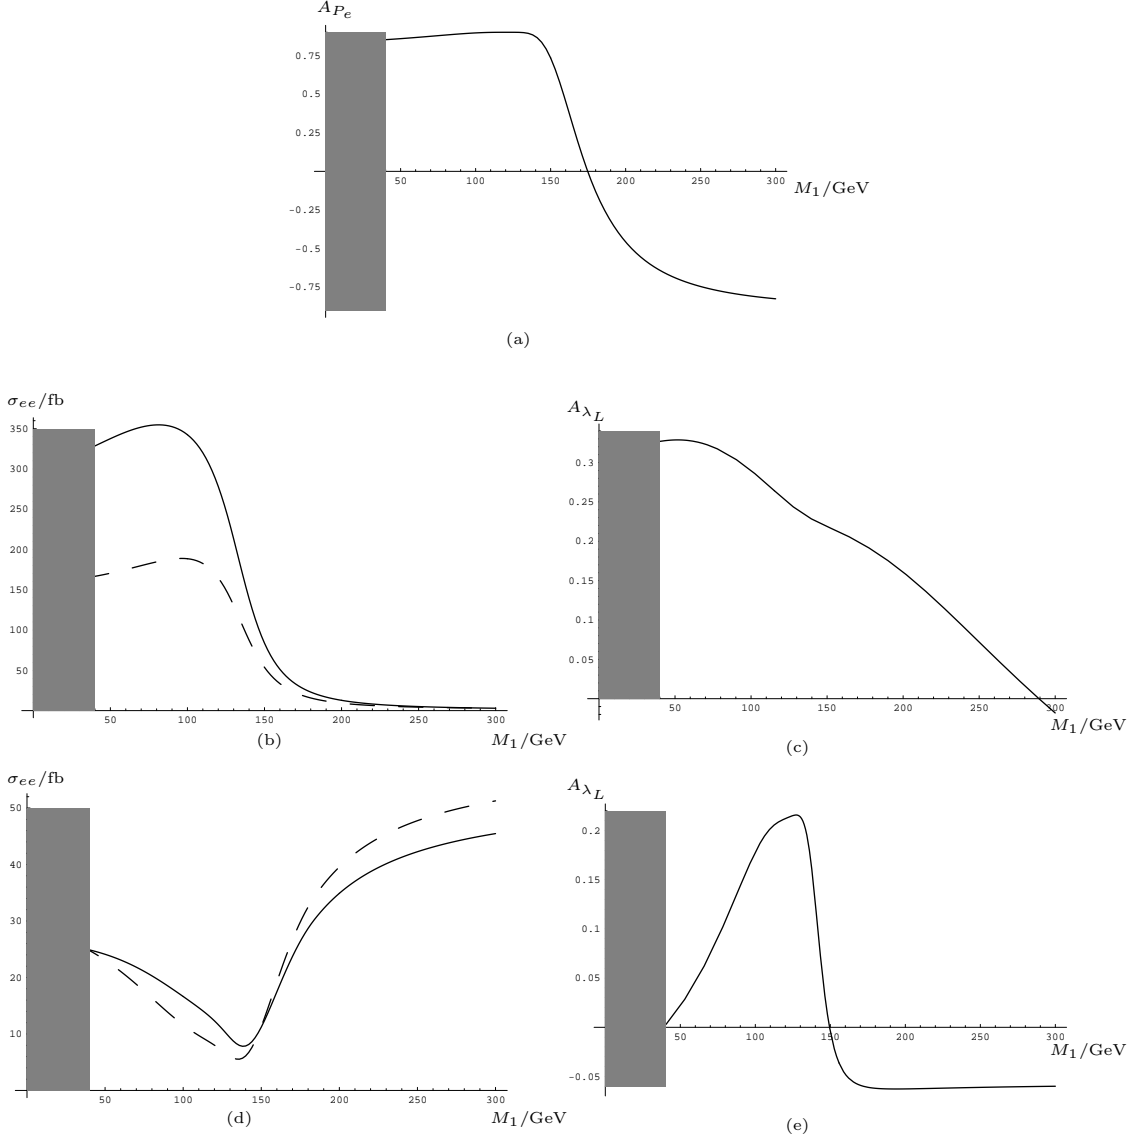 A_{P_e}
0.75
0.5
0.25
50 100 150 200 250 300
M_1/GeV
−0.25
−0.5
−0.75
(a)
σ_{ee}/fb
350
300
250
200
150
100
50
50 100 150 200 250 300
(b)
M_1/GeV
A_{λ_L}
0.3
0.25
0.2
0.15
0.1
0.05
50 100 150 200 250 300
M_1/GeV
(c)
σ_{ee}/fb
50
40
30
20
10
50 100 150 200 250 300
(d)
M_1/GeV
A_{λ_L}
0.2
0.15
0.1
0.05
50 100 150 200 250 300
M_1/GeV
−0.05
(e)